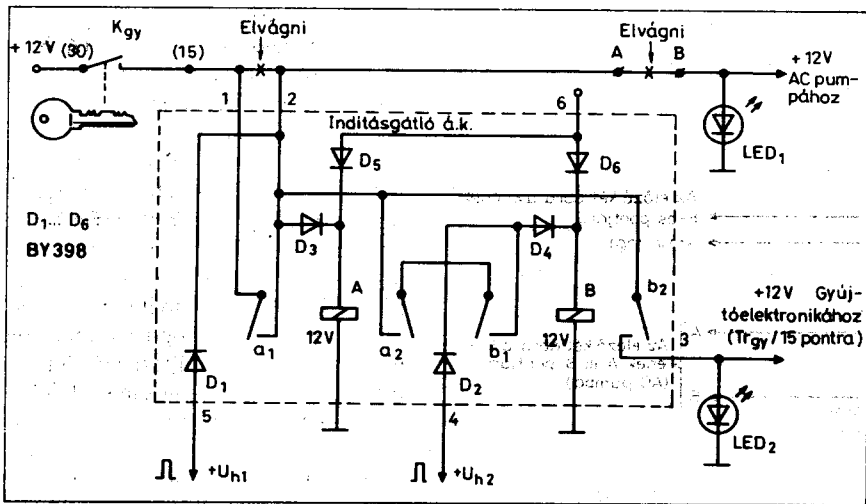 Elvágni
Elvágni
Kgy
+12V (30)
(15)
A
B
+12V
AC pum-
pához
1
2
6
Indításgátló á.k.
LED1
D5
D6
D1... D6 :
BY398
D3
D4
A
B
b2
12V
12V
+12V Gyúj-
tóelektronikához
(Trgy/15 pontra)
a1
a2
b1
3
D1
D2
5
4
LED2
+Uh1
+Uh2